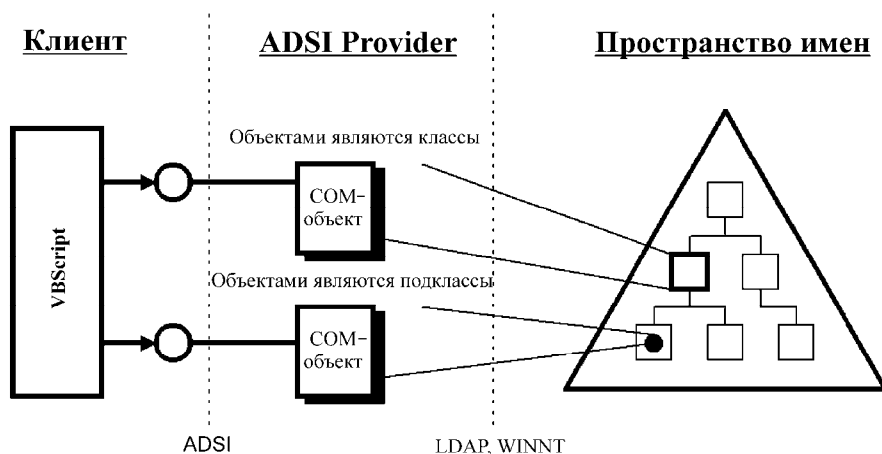 Клиент
ADSI Provider
Пространство имен
Объектами являются классы
COM-
объект
VBScript
Объектами являются подклассы
COM-
объект
ADSI
LDAP, WINNT